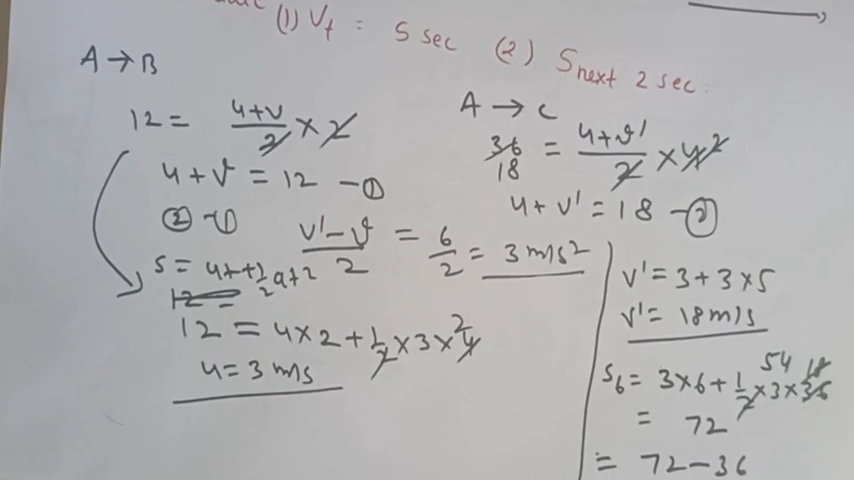 (1) Vf = 5 sec (2) Snext 2 sec.
A → B
12 = (u+v)/2 × 2
u + v = 12 — ①
② - ①
(v' - v)/2 = 6/2 = 3 m/s²
s = ut + 1/2 at²
12 =
12 = u × 2 + 1/2 × 3 × 4 2
u = 3 m/s
A → C
36 18 = (u+v')/2 × 4 2
u + v' = 18 — ②
v' = 3 + 3 × 5
v' = 18 m/s
54 18
S6 = 3 × 6 + 1/2 × 3 × 36
= 72
= 72 - 36